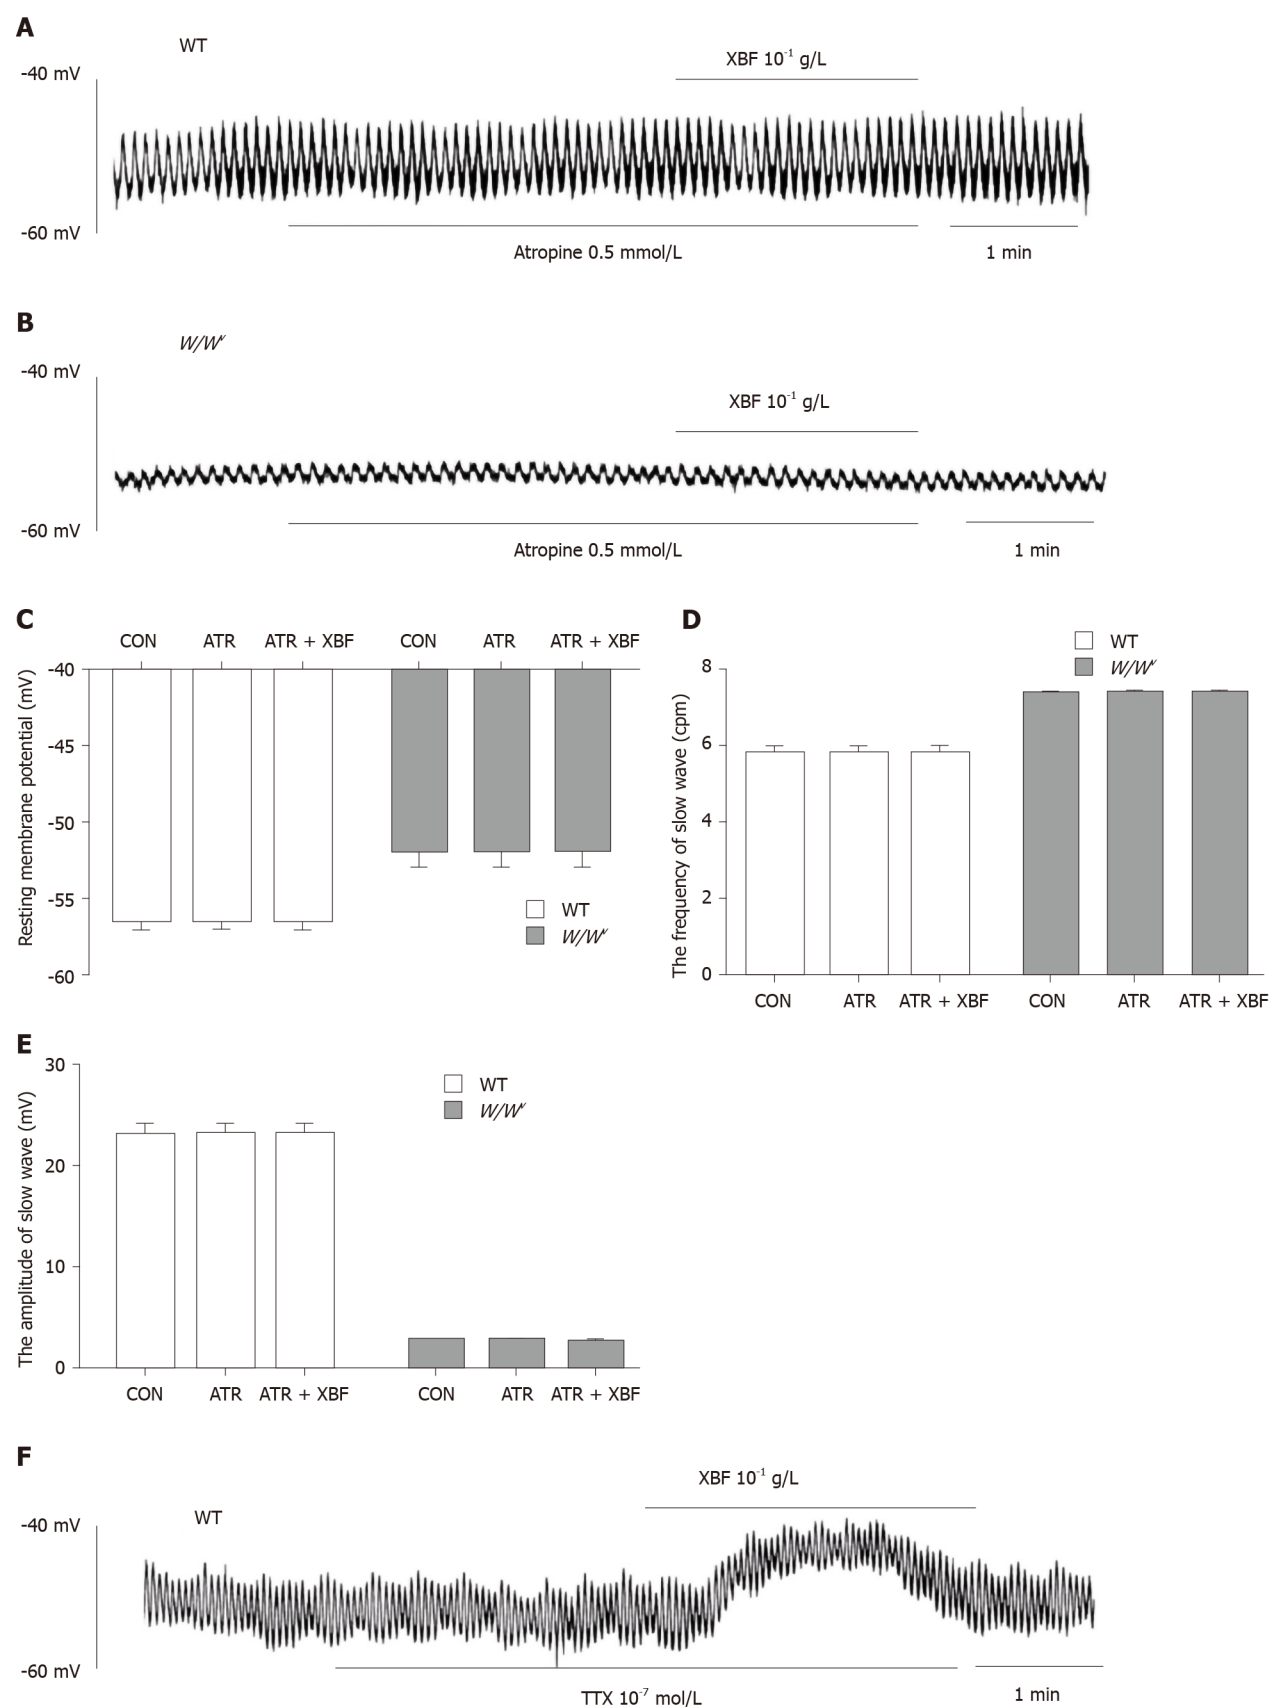 A
WT
XBF 10⁻¹ g/L
-40 mV
-60 mV
Atropine 0.5 mmol/L
1 min
B
W/Wᵛ
-40 mV
XBF 10⁻¹ g/L
-60 mV
Atropine 0.5 mmol/L
1 min
C
CON ATR ATR + XBF CON ATR ATR + XBF
-40
-45
-50
-55
-60
Resting membrane potential (mV)
WT
W/Wᵛ
D
WT
W/Wᵛ
8
6
4
2
0
The frequency of slow wave (cpm)
CON ATR ATR + XBF CON ATR ATR + XBF
E
30
20
10
0
The amplitude of slow wave (mV)
WT
W/Wᵛ
CON ATR ATR + XBF CON ATR ATR + XBF
F
XBF 10⁻¹ g/L
WT
-40 mV
-60 mV
TTX 10⁻⁷ mol/L
1 min